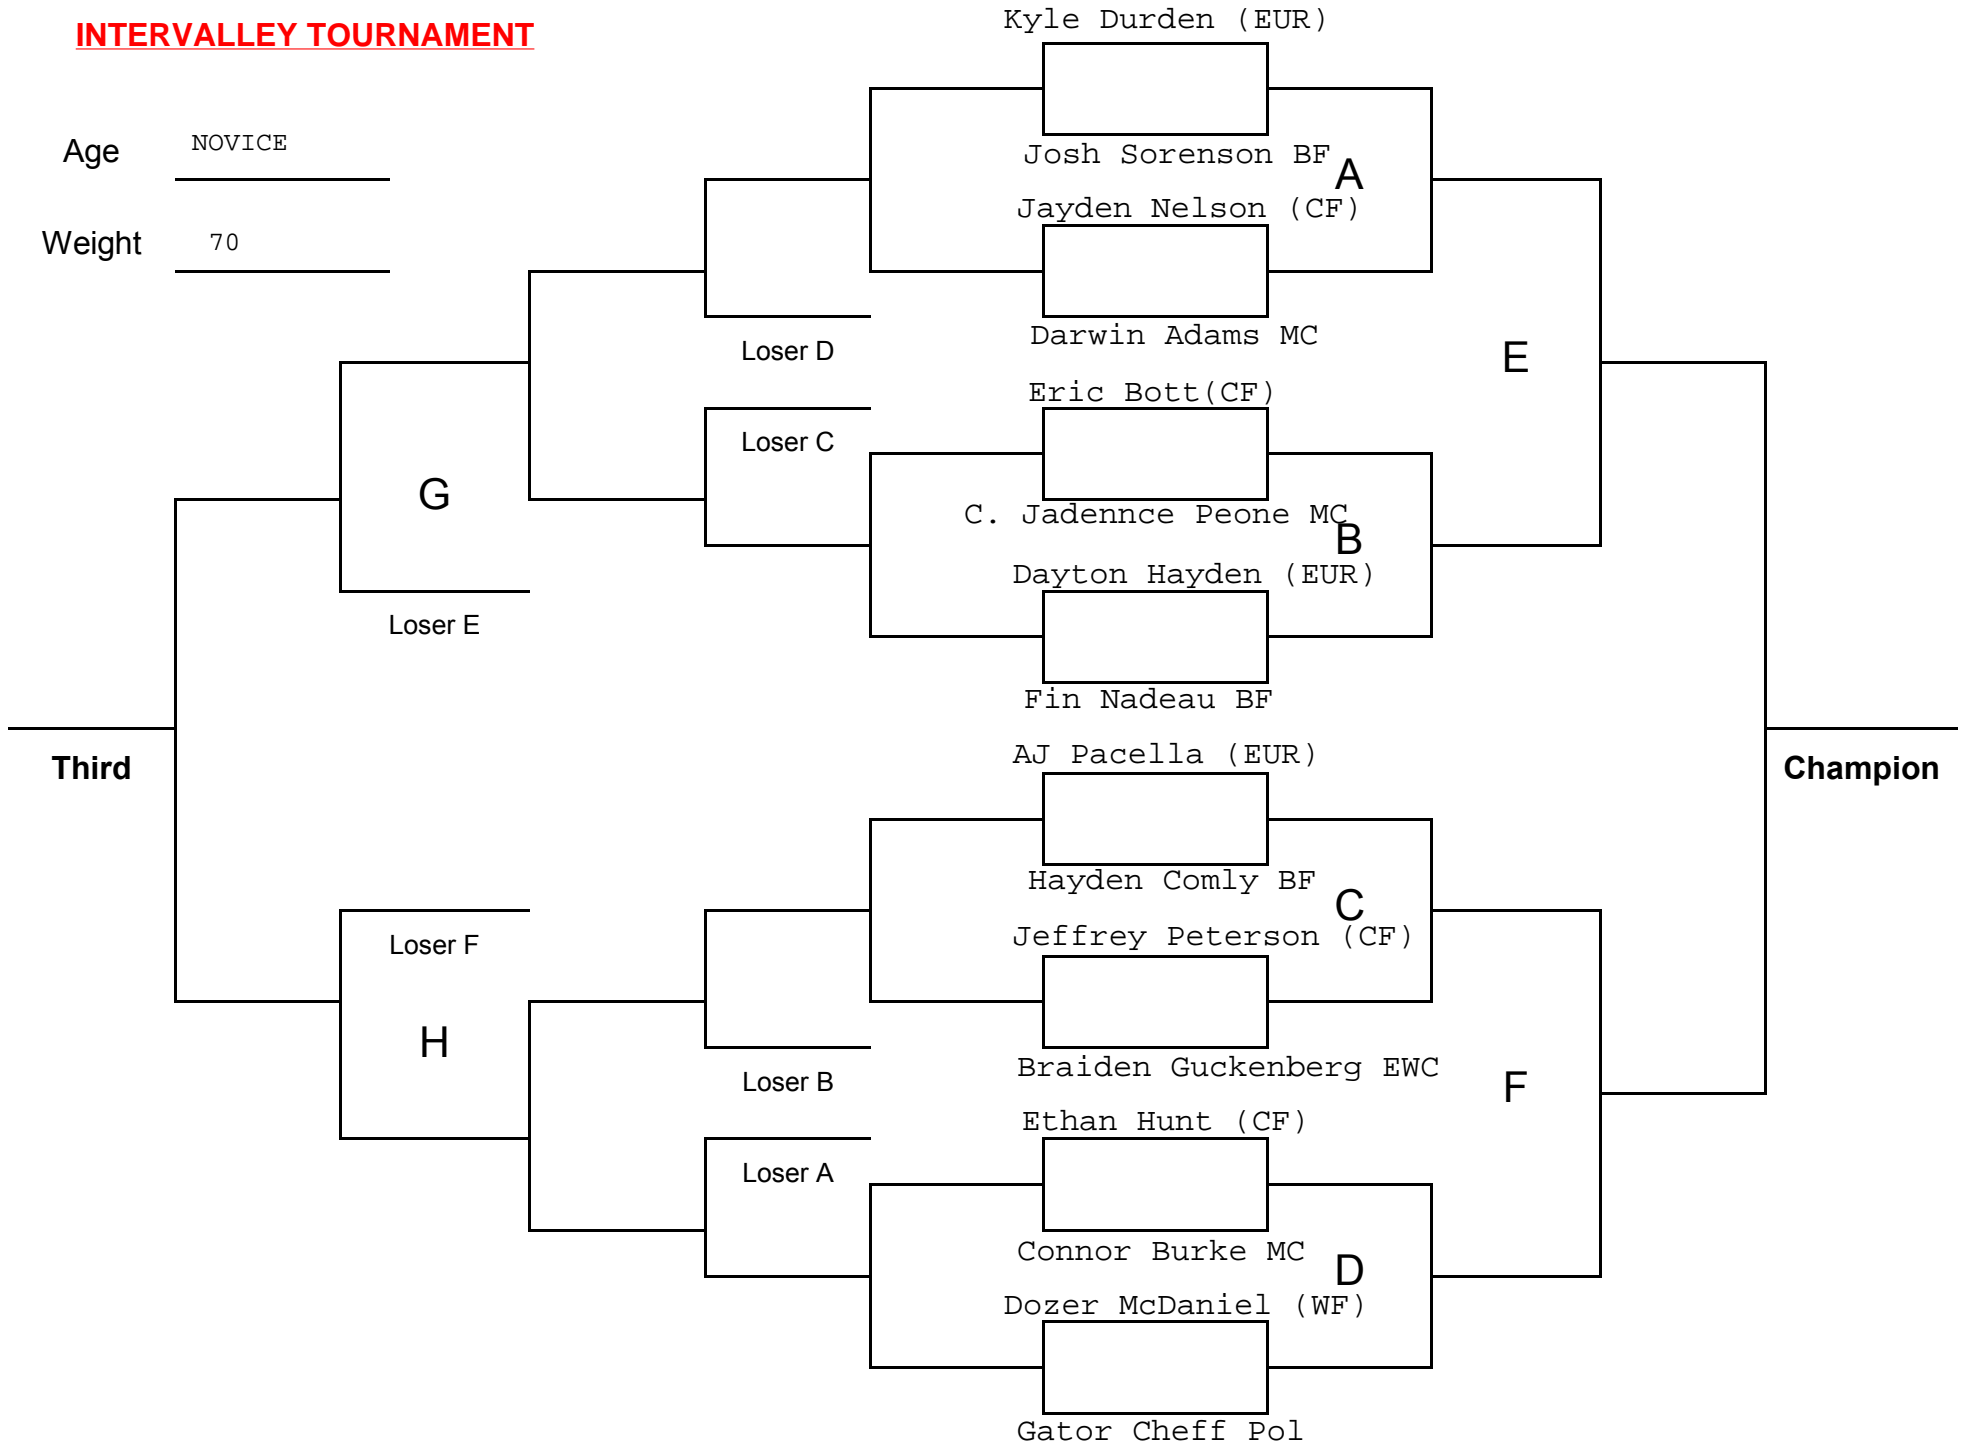 INTERVALLEY TOURNAMENT
Kyle Durden (EUR)
Age NOVICE
Josh Sorenson BF
A
Jayden Nelson (CF)
Weight 70
Darwin Adams MC
Loser D
E
Eric Bott(CF)
Loser C
G
C. Jadennce Peone MC
B
Dayton Hayden (EUR)
Loser E
Fin Nadeau BF
AJ Pacella (EUR)
Third
Champion
Hayden Comly BF
C
Jeffrey Peterson (CF)
Loser F
H
Braiden Guckenberg EWC
Loser B
F
Ethan Hunt (CF)
Loser A
Connor Burke MC
D
Dozer McDaniel (WF)
Gator Cheff Pol